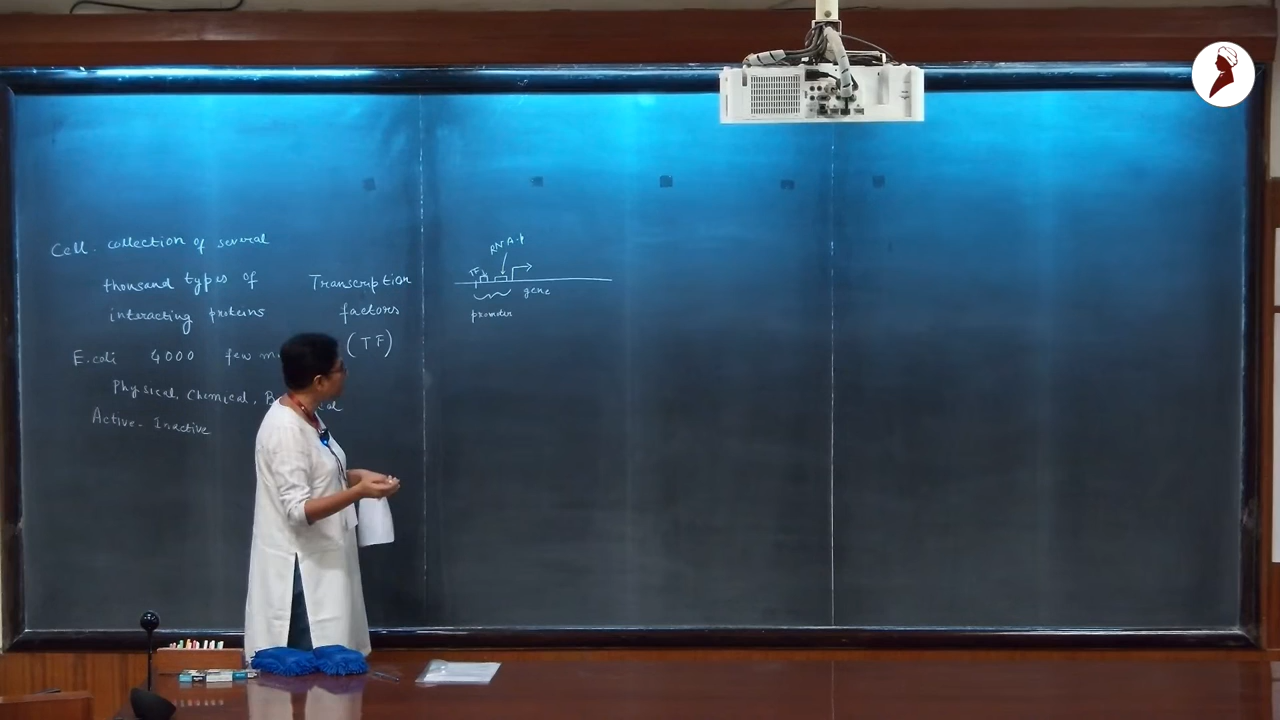 Cell - collection of several
thousand types of
interacting proteins
E.coli 4000 few m
Physical, Chemical, B
Active - Inactive
Transcription
factors
(TF)
RNA-p
TF
gene
promoter